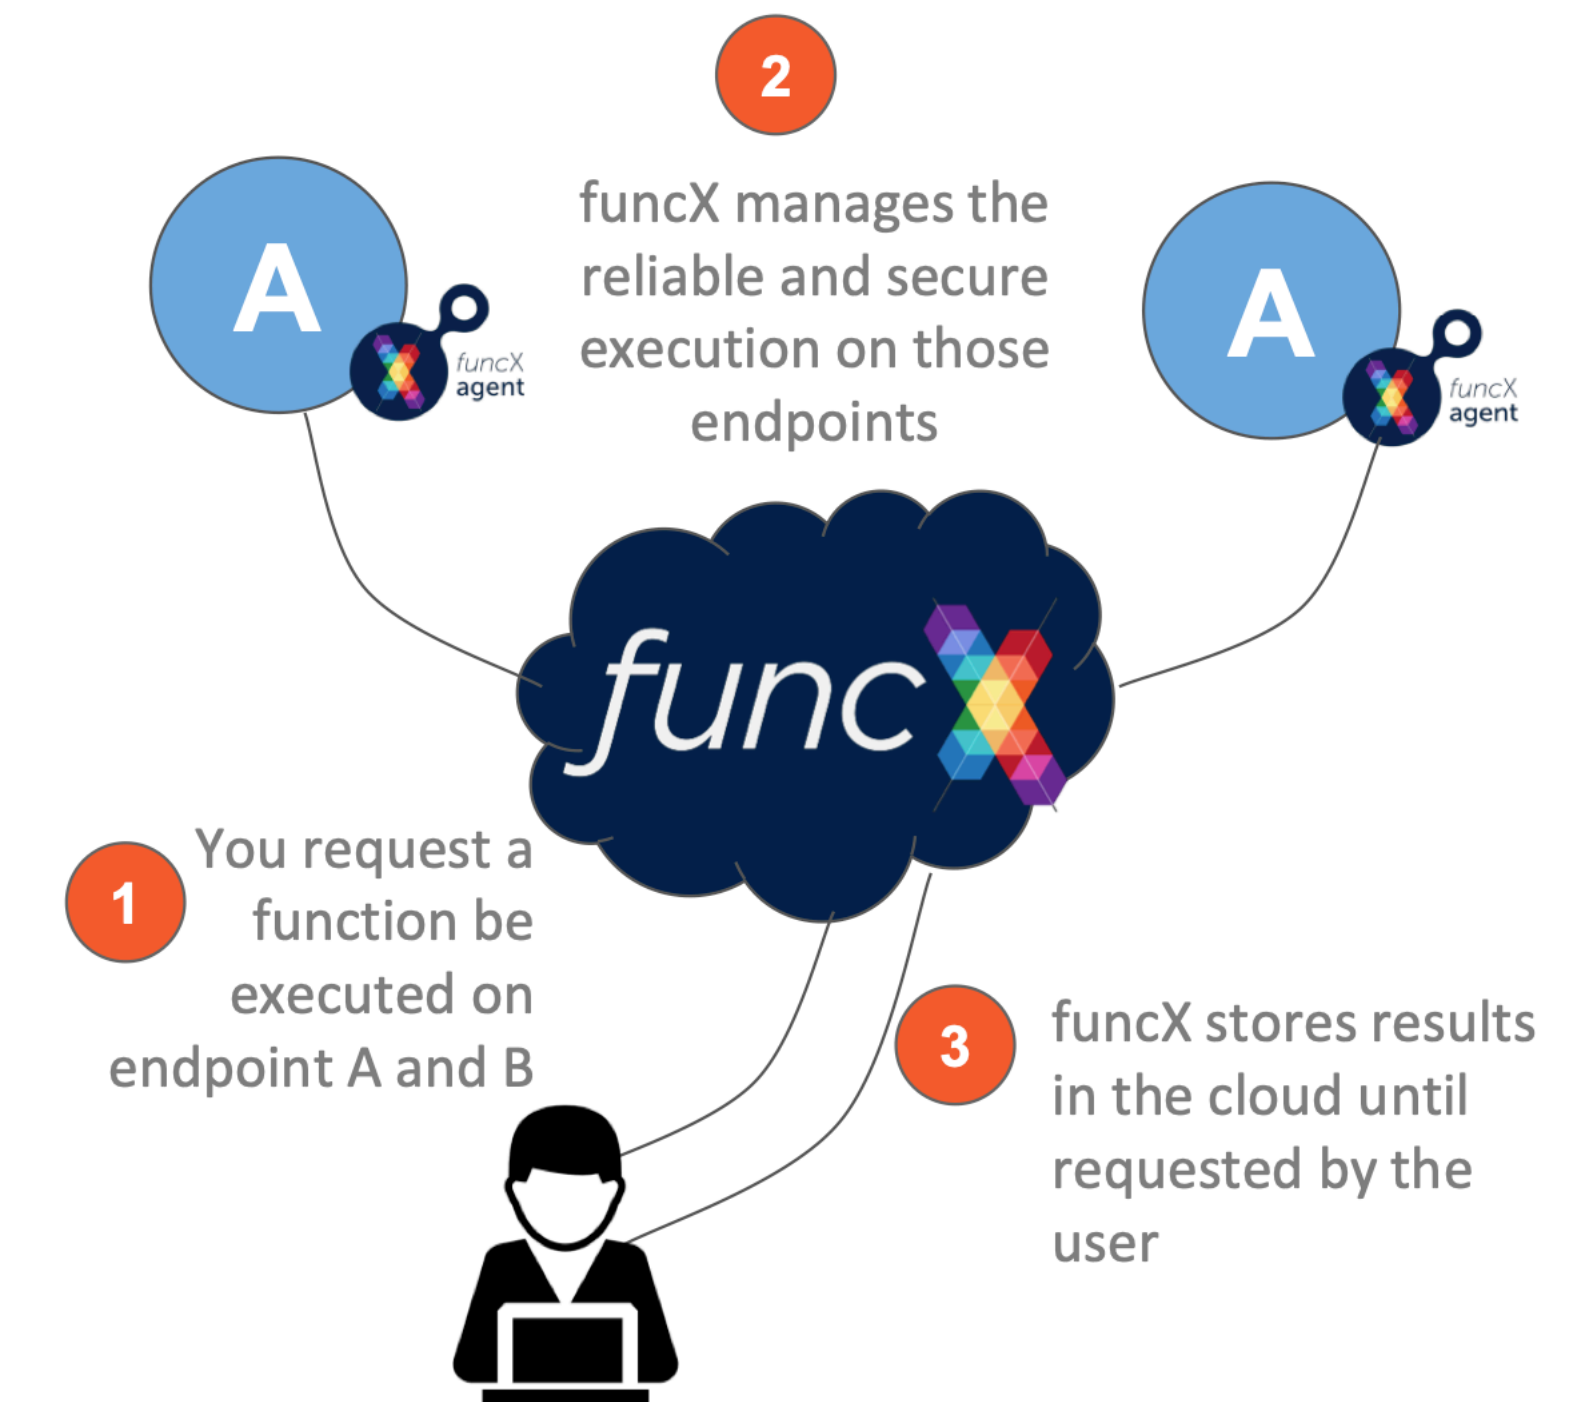 2
funcX manages the
reliable and secure
execution on those
endpoints
A
funcX
agent
A
funcX
agent
funcX
1
You request a
function be
executed on
endpoint A and B
3
funcX stores results
in the cloud until
requested by the
user